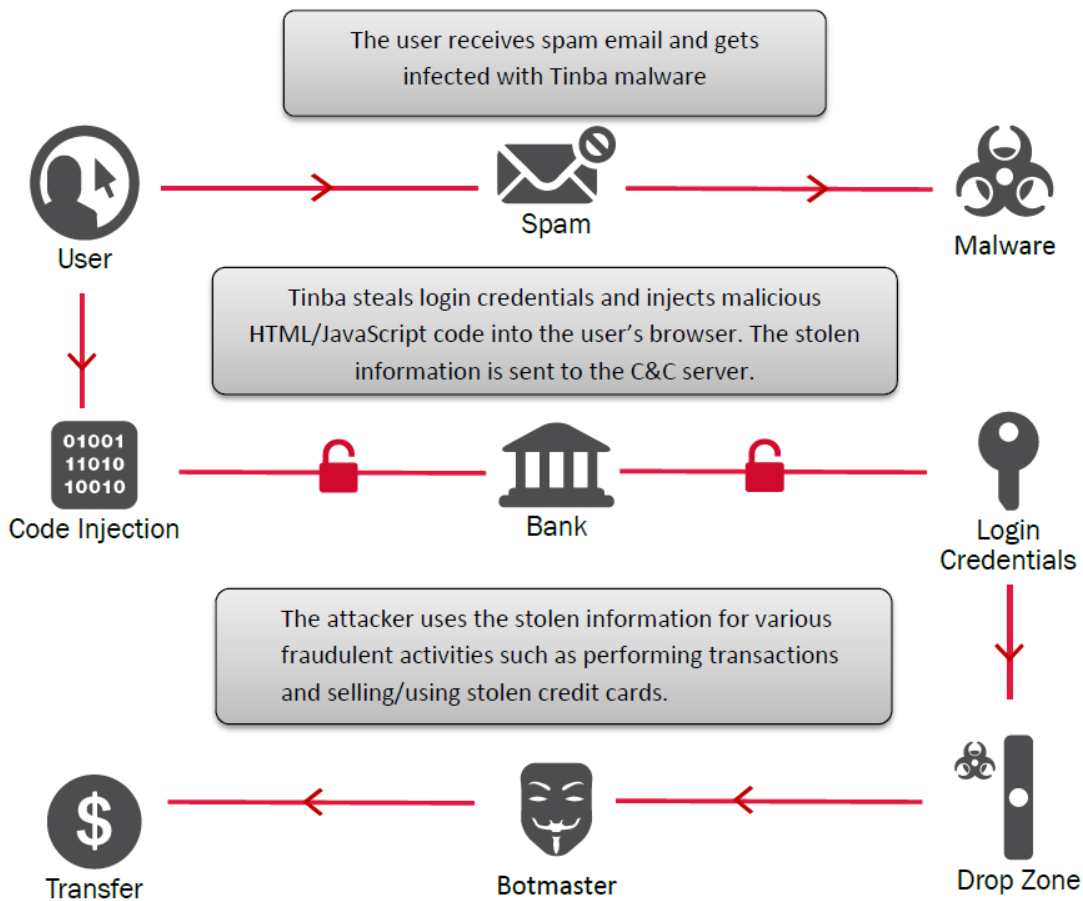 The user receives spam email and gets
infected with Tinba malware
User
Spam
Malware
Tinba steals login credentials and injects malicious
HTML/JavaScript code into the user’s browser. The stolen
information is sent to the C&C server.
01001
11010
10010
Code Injection
Bank
Login
Credentials
The attacker uses the stolen information for various
fraudulent activities such as performing transactions
and selling/using stolen credit cards.
$
Transfer
Botmaster
Drop Zone